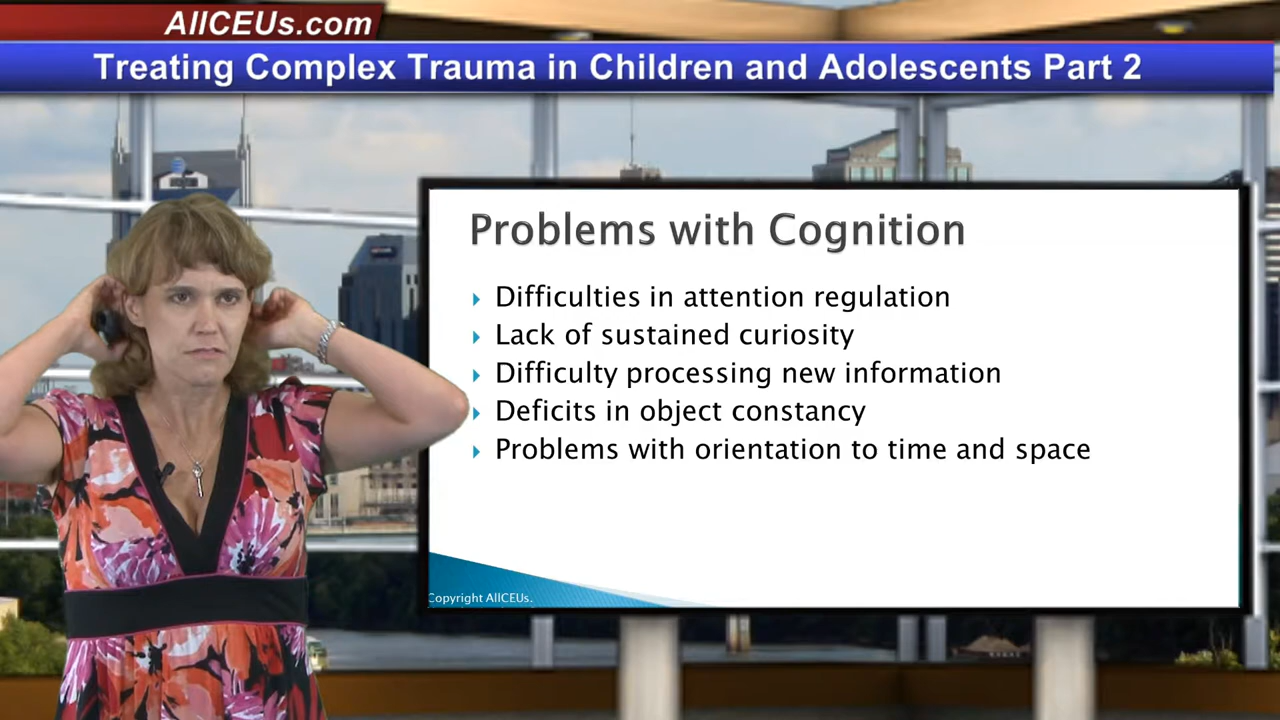 AllCEUs.com
Treating Complex Trauma in Children and Adolescents Part 2
Problems with Cognition
Difficulties in attention regulation
Lack of sustained curiosity
Difficulty processing new information
Deficits in object constancy
Problems with orientation to time and space
Copyright AllCEUs.